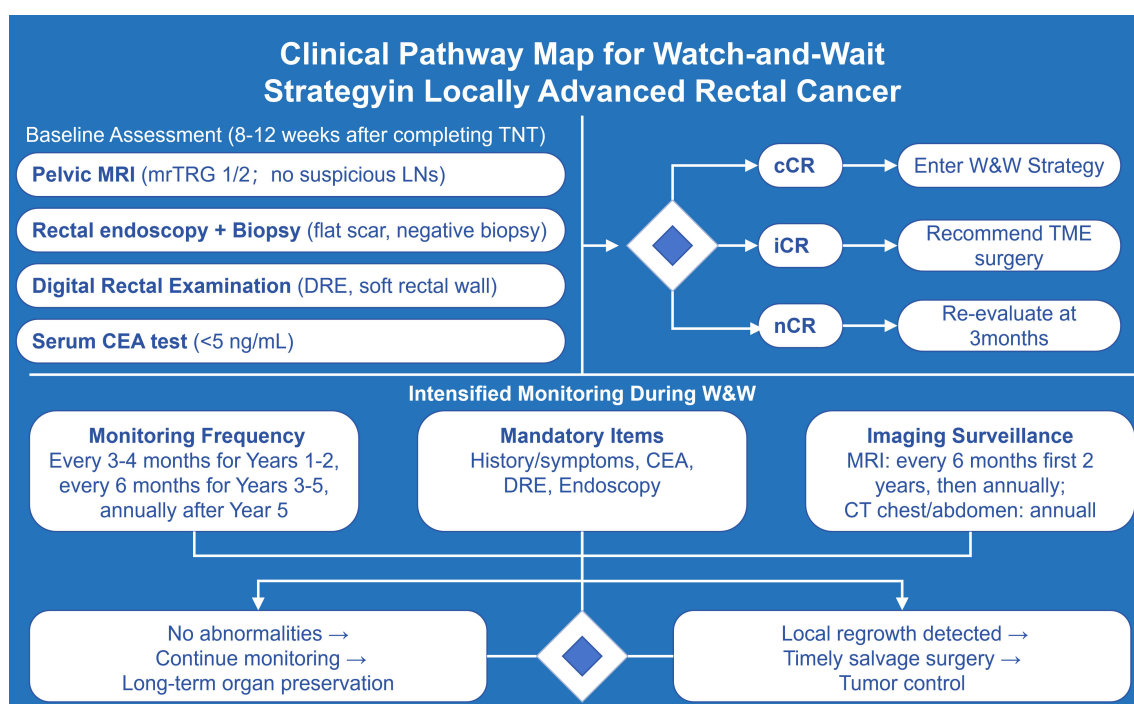 Clinical Pathway Map for Watch-and-Wait
Strategyin Locally Advanced Rectal Cancer
Baseline Assessment (8-12 weeks after completing TNT)
Pelvic MRI (mrTRG 1/2；no suspicious LNs)
Rectal endoscopy + Biopsy (flat scar, negative biopsy)
Digital Rectal Examination (DRE, soft rectal wall)
Serum CEA test (<5 ng/mL)
cCR
Enter W&W Strategy
iCR
Recommend TME
surgery
nCR
Re-evaluate at
3months
Intensified Monitoring During W&W
Monitoring Frequency
Every 3-4 months for Years 1-2,
every 6 months for Years 3-5,
annually after Year 5
Mandatory Items
History/symptoms, CEA,
DRE, Endoscopy
Imaging Surveillance
MRI: every 6 months first 2
years, then annually;
CT chest/abdomen: annuall
No abnormalities →
Continue monitoring →
Long-term organ preservation
Local regrowth detected →
Timely salvage surgery →
Tumor control